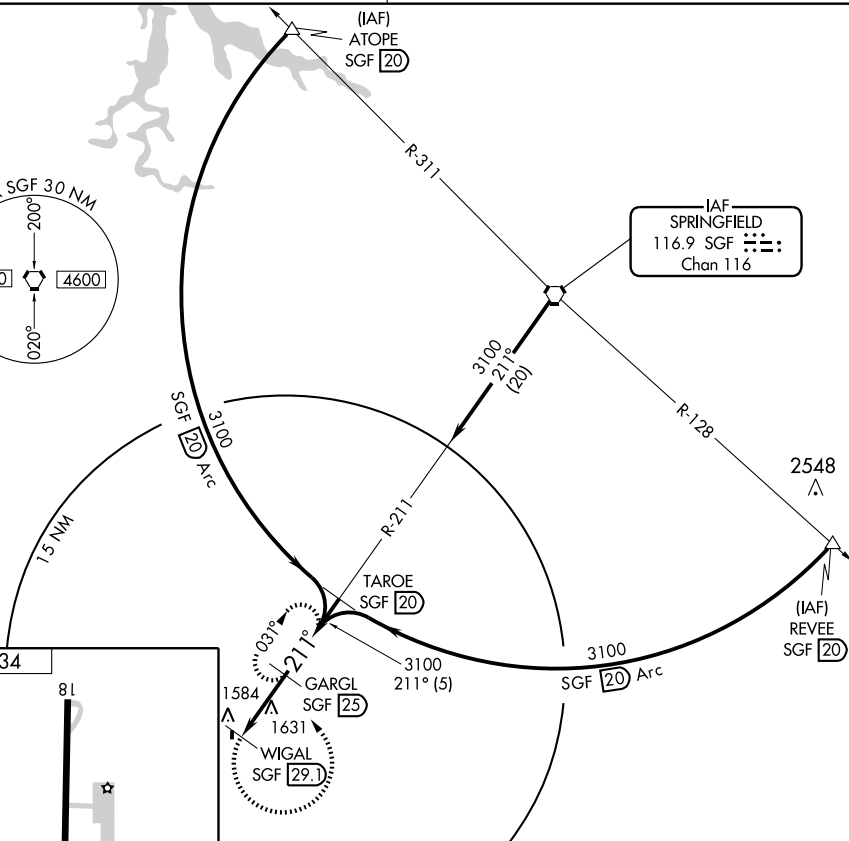 (IAF)
ATOPE
SGF 20
R-311
SGF 30 NM
200°
4600
020°
IAF
SPRINGFIELD
116.9 SGF
Chan 116
3100
211°
(20)
R-128
2548
SGF 20 Arc
3100
R-211
15 NM
TAROE
SGF 20
(IAF)
REVEE
SGF 20
031°
211°
3100
211° (5)
3100
SGF 20 Arc
GARGL
SGF 25
1584
1631
WIGAL
SGF 29.1
34
18